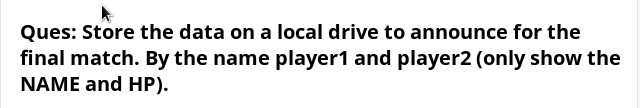 Ques: Store the data on a local drive to announce for the
final match. By the name player1 and player2 (only show the
NAME and HP).